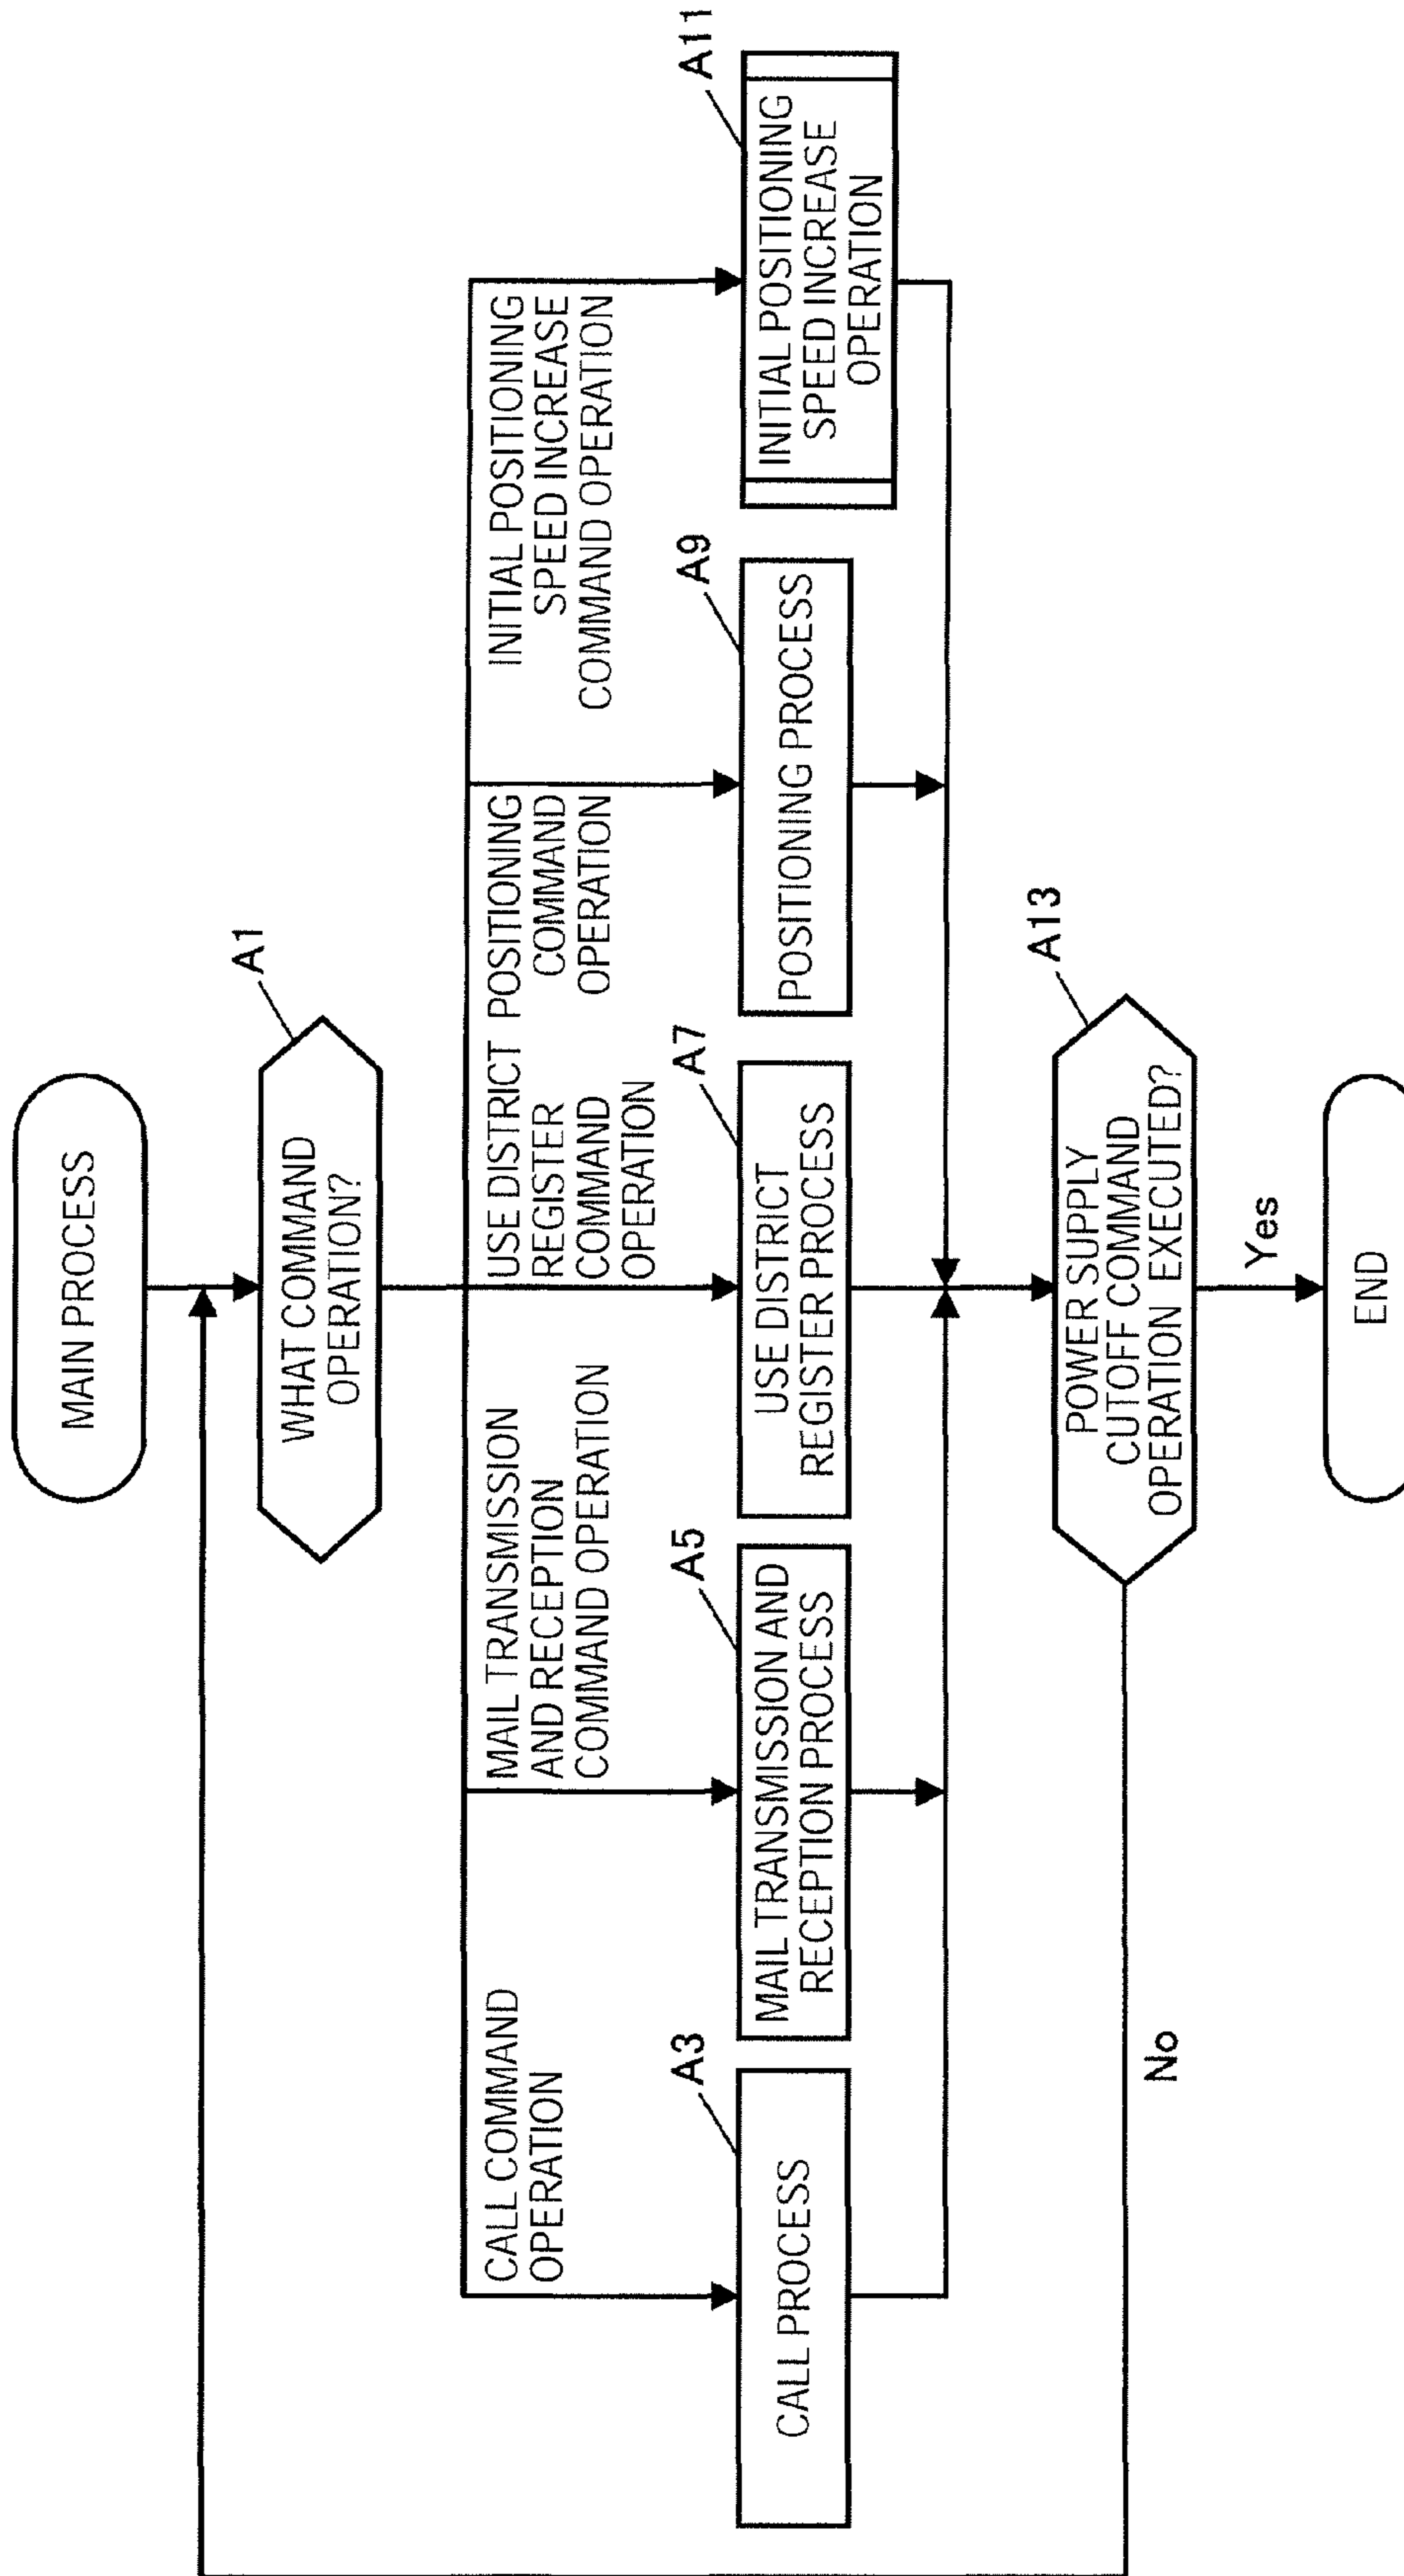 MAIN PROCESS
A1
WHAT COMMAND
OPERATION?
CALL COMMAND
OPERATION
MAIL TRANSMISSION
AND RECEPTION
COMMAND OPERATION
USE DISTRICT
REGISTER
COMMAND
OPERATION
POSITIONING
COMMAND
OPERATION
INITIAL POSITIONING
SPEED INCREASE
COMMAND OPERATION
A3
CALL PROCESS
A5
MAIL TRANSMISSION AND
RECEPTION PROCESS
A7
USE DISTRICT
REGISTER PROCESS
A9
POSITIONING PROCESS
A11
INITIAL POSITIONING
SPEED INCREASE
OPERATION
A13
POWER SUPPLY
CUTOFF COMMAND
OPERATION EXECUTED?
No
Yes
END